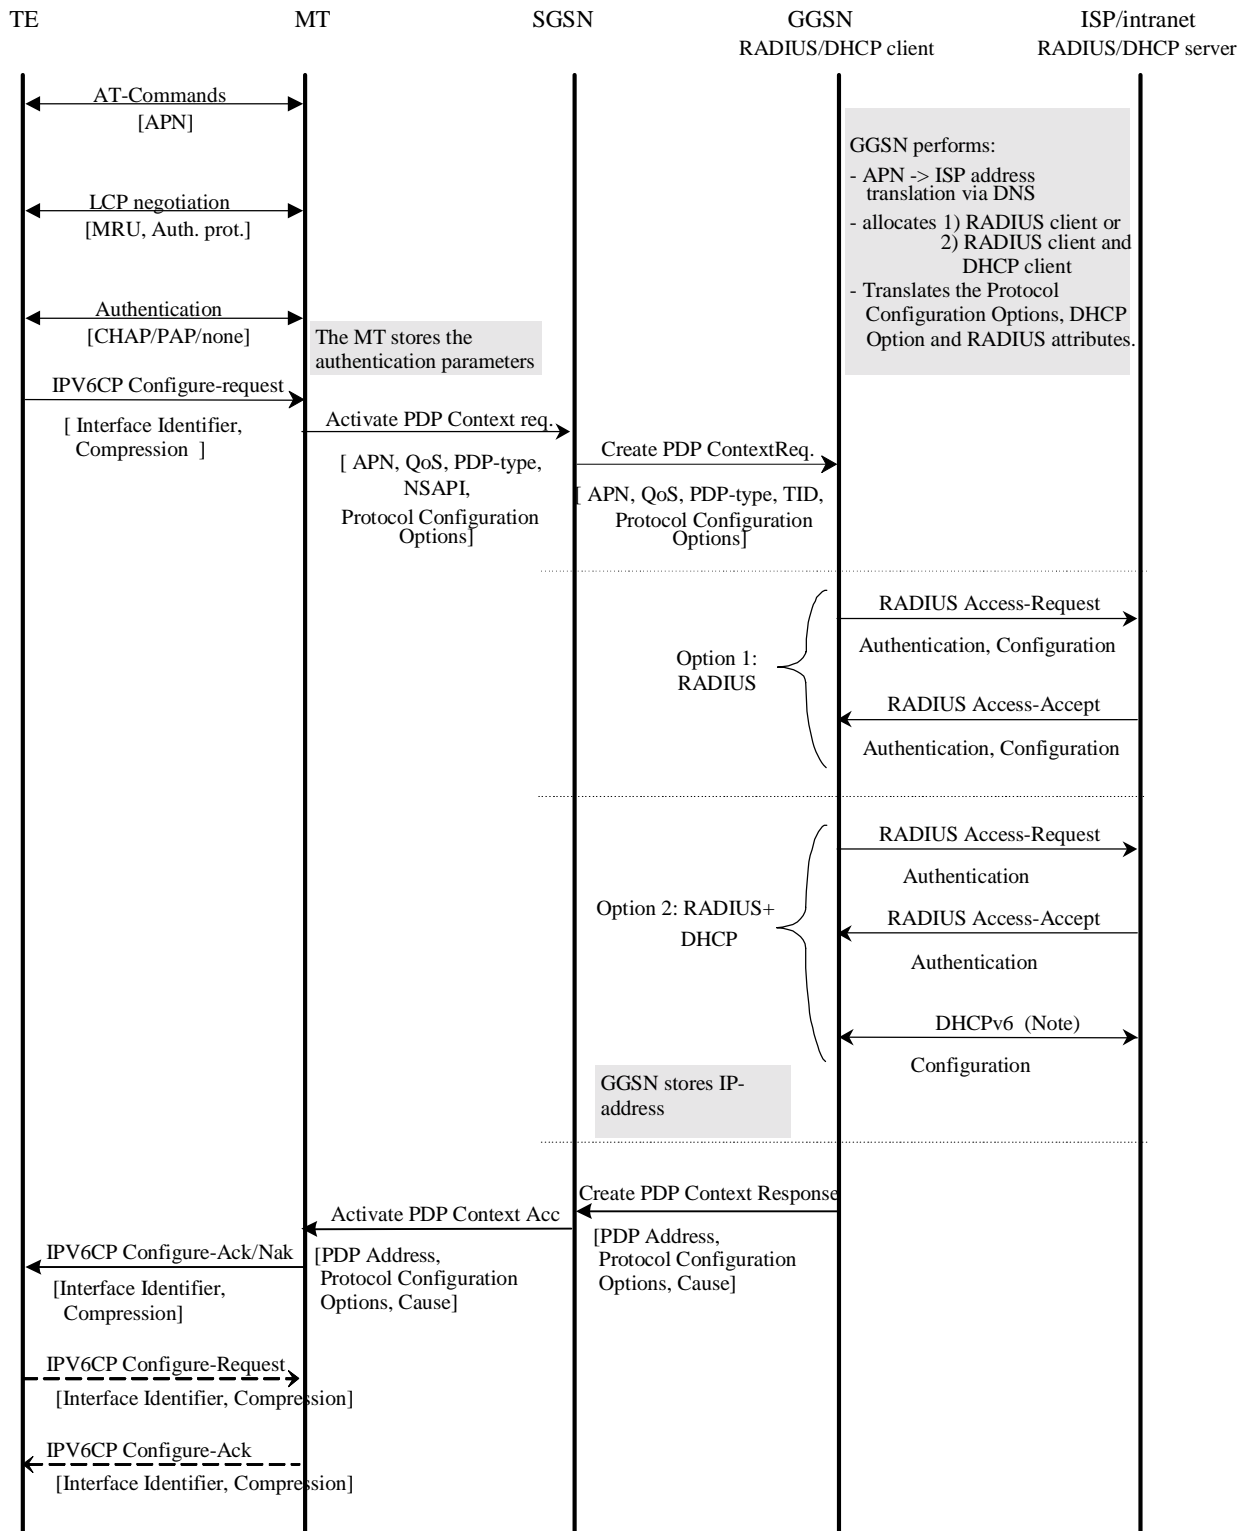 TE
MT
SGSN
GGSN
ISP/intranet
RADIUS/DHCP client
RADIUS/DHCP server
AT-Commands
[APN]
GGSN performs:
- APN -> ISP address
translation via DNS
- allocates 1) RADIUS client or
2) RADIUS client and
DHCP client
- Translates the Protocol
Configuration Options, DHCP
Option and RADIUS attributes.
LCP negotiation
[MRU, Auth. prot.]
Authentication
[CHAP/PAP/none]
The MT stores the
authentication parameters
IPV6CP Configure-request
[ Interface Identifier,
Compression ]
Activate PDP Context req.
[ APN, QoS, PDP-type,
NSAPI,
Protocol Configuration
Options]
Create PDP ContextReq.
[ APN, QoS, PDP-type, TID,
Protocol Configuration
Options]
RADIUS Access-Request
Authentication, Configuration
Option 1:
RADIUS
RADIUS Access-Accept
Authentication, Configuration
RADIUS Access-Request
Authentication
Option 2: RADIUS+
DHCP
RADIUS Access-Accept
Authentication
DHCPv6 (Note)
Configuration
GGSN stores IP-
address
Create PDP Context Response
[PDP Address,
Protocol Configuration
Options, Cause]
Activate PDP Context Acc
[PDP Address,
Protocol Configuration
Options, Cause]
IPV6CP Configure-Ack/Nak
[Interface Identifier,
Compression]
IPV6CP Configure-Request
[Interface Identifier, Compression]
IPV6CP Configure-Ack
[Interface Identifier, Compression]